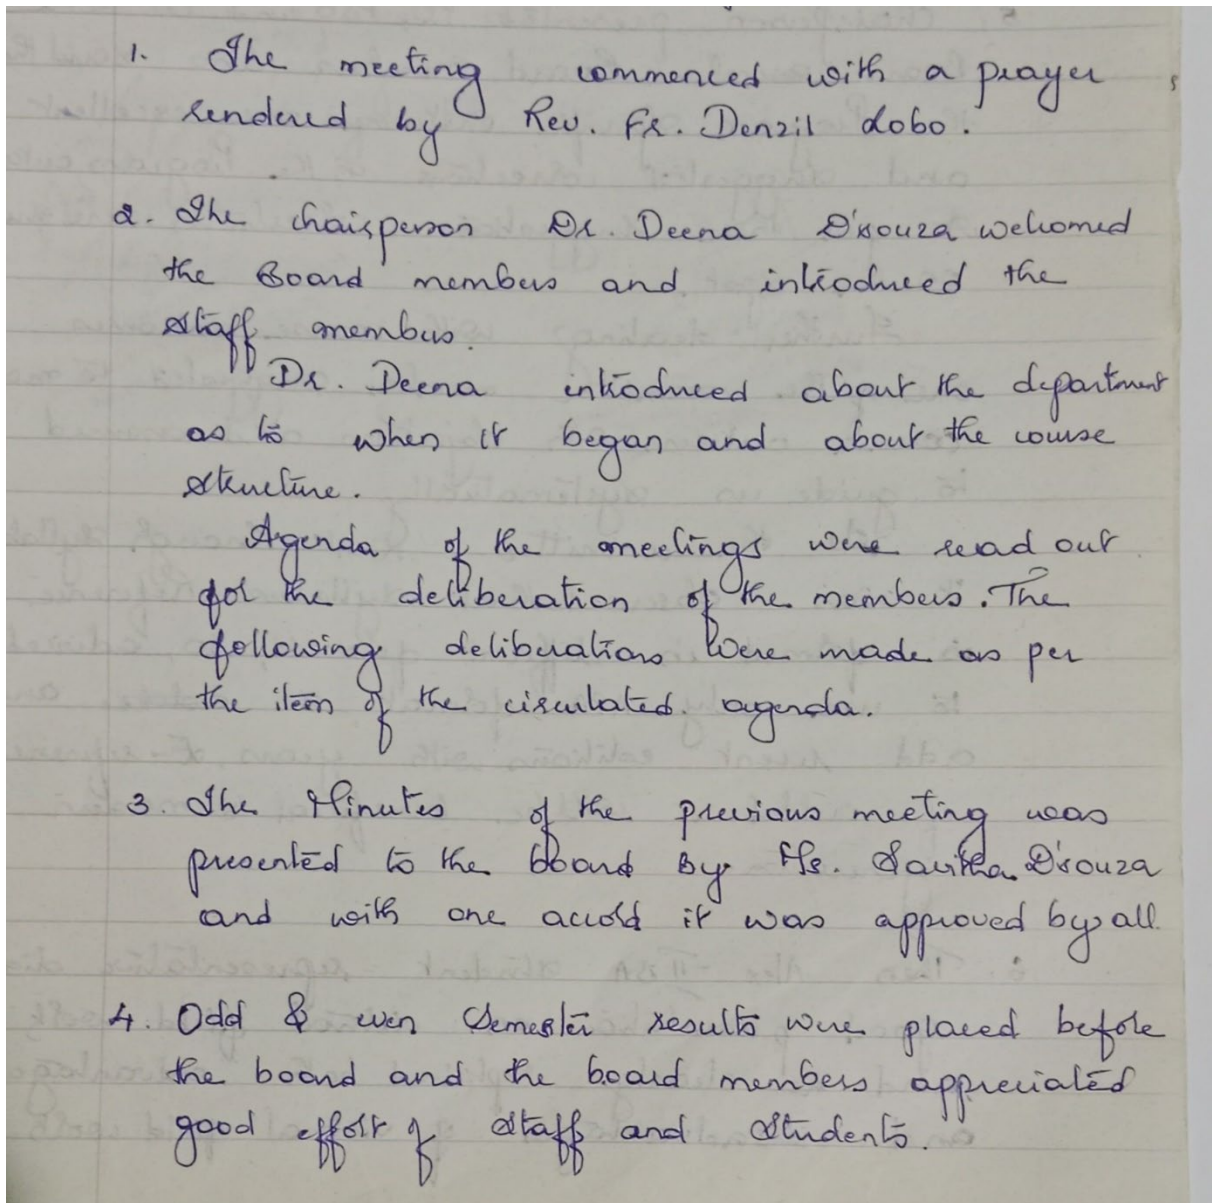 1. The meeting commenced with a prayer
rendered by Rev. Fr. Denzil Lobo.
2. The chairperson Dr. Deena D'souza welcomed
the Board members and introduced the
staff members.
Dr. Deena introduced about the department
as to when it began and about the course
structure.
Agenda of the meetings were read out
for the deliberation of the members. The
following deliberations were made as per
the item of the circulated agenda.
3. The Minutes of the previous meeting was
presented to the board By Ms. Savitha D'souza
and with one accord it was approved by all.
4. Odd & even Semester results were placed before
the board and the board members appreciated
good effort of staff and students.